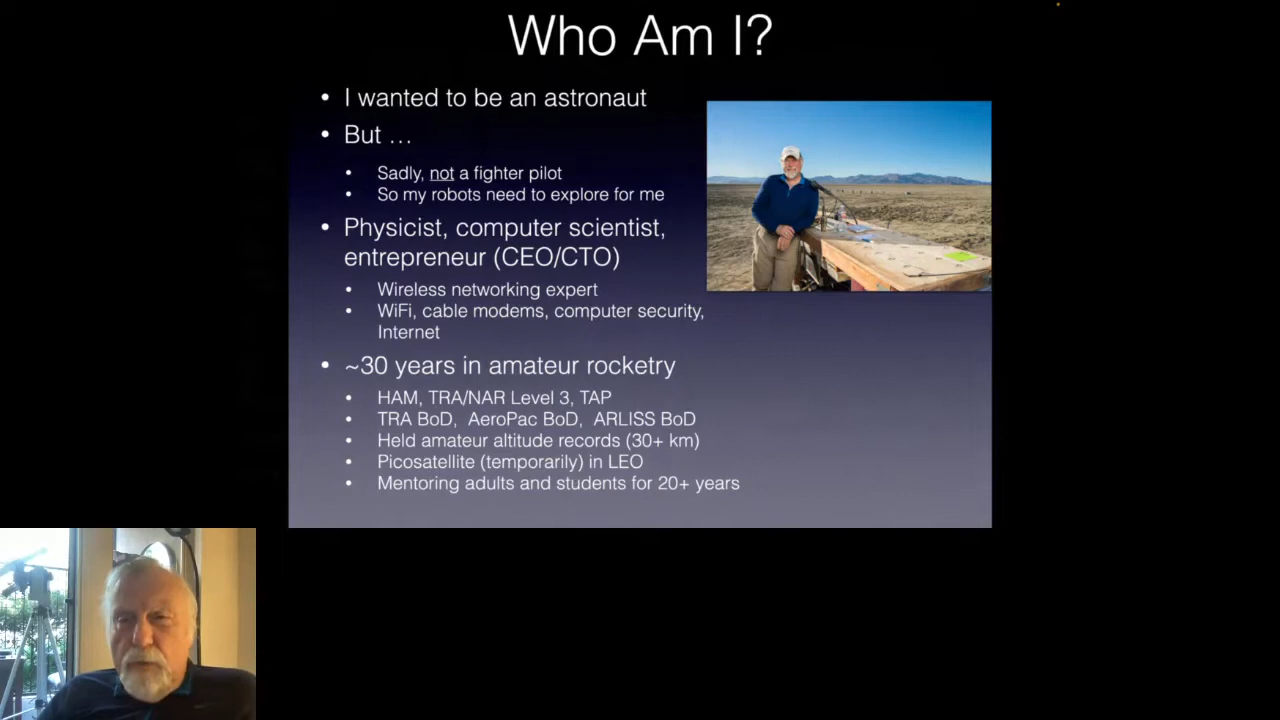 Who Am I?
• I wanted to be an astronaut
• But …
• Sadly, not a fighter pilot
• So my robots need to explore for me
• Physicist, computer scientist,
entrepreneur (CEO/CTO)
• Wireless networking expert
• WiFi, cable modems, computer security,
Internet
• ~30 years in amateur rocketry
• HAM, TRA/NAR Level 3, TAP
• TRA BoD, AeroPac BoD, ARLISS BoD
• Held amateur altitude records (30+ km)
• Picosatellite (temporarily) in LEO
• Mentoring adults and students for 20+ years